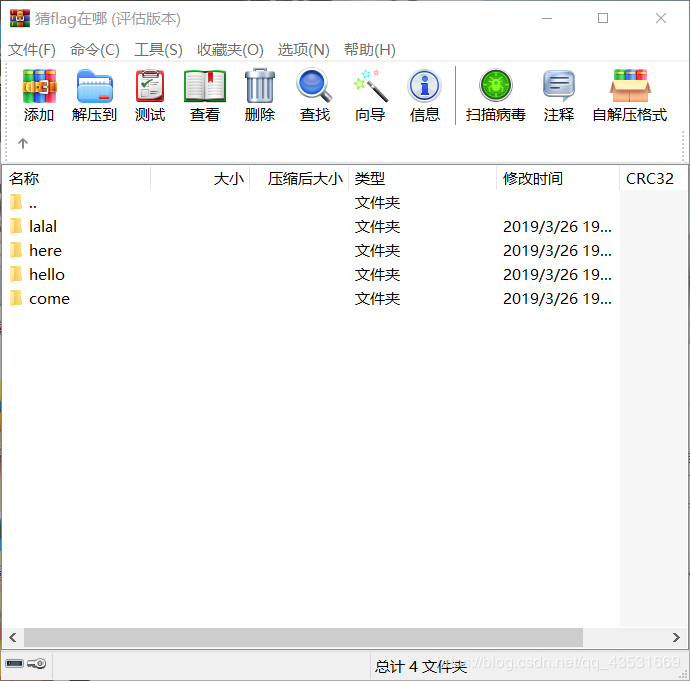 猜flag在哪 (评估版本)
文件(F) 命令(C) 工具(S) 收藏夹(O) 选项(N) 帮助(H)
添加 解压到 测试 查看 删除 查找 向导 信息 扫描病毒 注释 自解压格式
名称 大小 压缩后大小 类型 修改时间 CRC32
.. 文件夹
lalal 文件夹 2019/3/26 19...
here 文件夹 2019/3/26 19...
hello 文件夹 2019/3/26 19...
come 文件夹 2019/3/26 19...
总计 4 文件夹
https://blog.csdn.net/qq_43531669